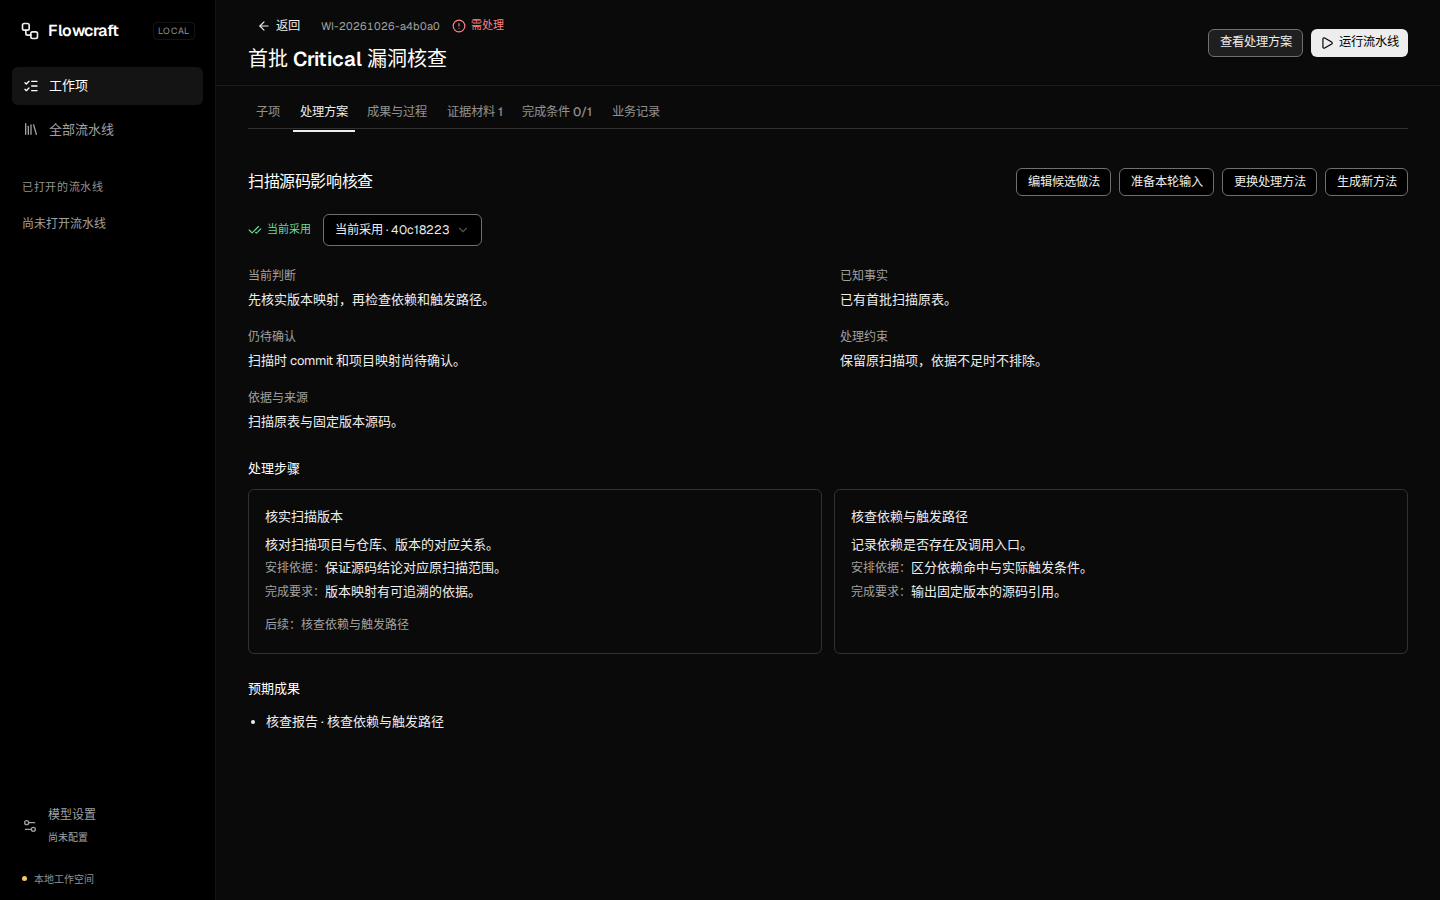 Flowcraft
LOCAL
工作项
全部流水线
已打开的流水线
尚未打开流水线
模型设置
尚未配置
本地工作空间
返回
WI-20261026-a4b0a0
需处理
首批 Critical 漏洞核查
查看处理方案
运行流水线
子项
处理方案
成果与过程
证据材料 1
完成条件 0/1
业务记录
扫描源码影响核查
编辑候选做法
准备本轮输入
更换处理方法
生成新方法
当前采用
当前采用 · 40c18223
当前判断
先核实版本映射，再检查依赖和触发路径。
已知事实
已有首批扫描原表。
仍待确认
扫描时 commit 和项目映射尚待确认。
处理约束
保留原扫描项，依据不足时不排除。
依据与来源
扫描原表与固定版本源码。
处理步骤
核实扫描版本
核对扫描项目与仓库、版本的对应关系。
安排依据：保证源码结论对应原扫描范围。
完成要求：版本映射有可追溯的依据。
后续：核查依赖与触发路径
核查依赖与触发路径
记录依赖是否存在及调用入口。
安排依据：区分依赖命中与实际触发条件。
完成要求：输出固定版本的源码引用。
预期成果
• 核查报告 · 核查依赖与触发路径